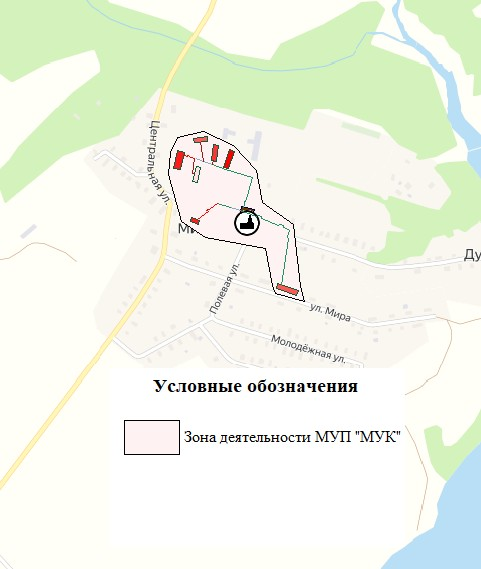 Центральная ул.
Ми
Ду
Полевая ул.
ул. Мира
Молодёжная ул.
Условные обозначения
Зона деятельности МУП "МУК"